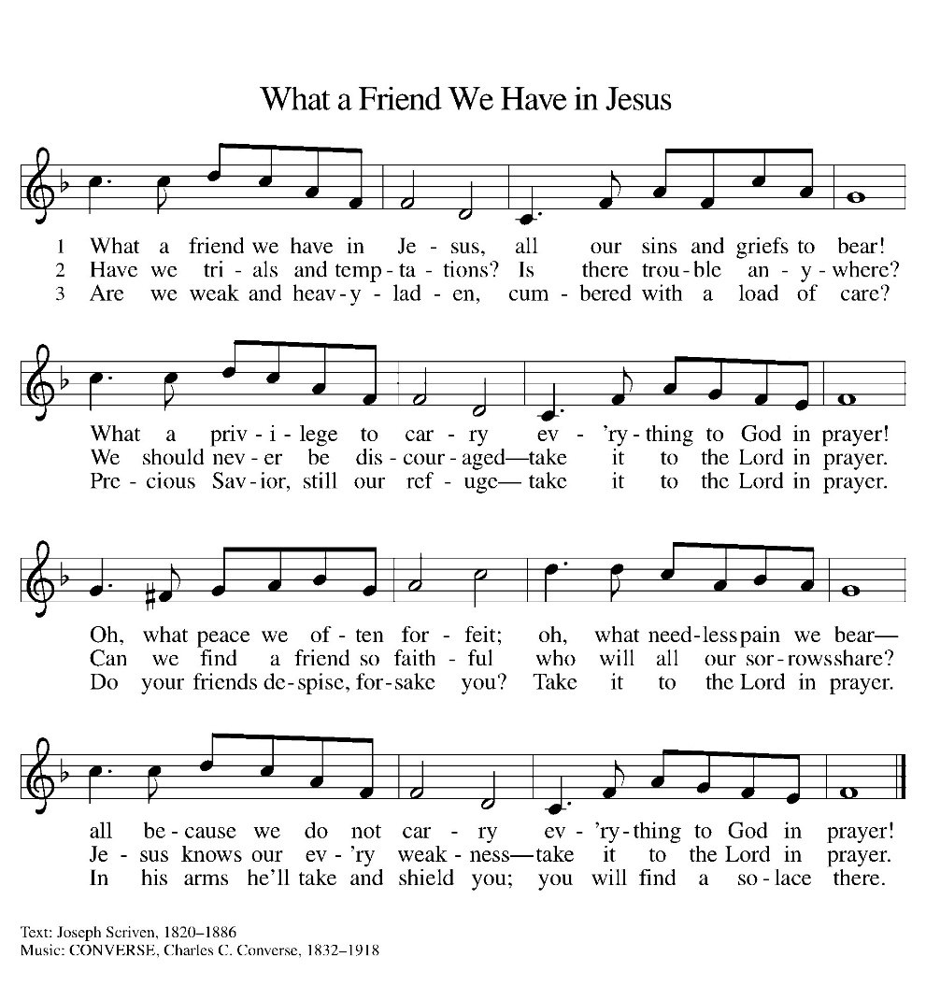 What a Friend We Have in Jesus
1 What a friend we have in Je - sus, all our sins and griefs to bear!
2 Have we tri - als and temp - ta - tions? Is there trou - ble an - y - where?
3 Are we weak and heav - y - lad - en, cum - bered with a load of care?
What a priv - i - lege to car - ry ev - 'ry - thing to God in prayer!
We should nev - er be dis - cour - aged—take it to the Lord in prayer.
Pre - cious Sav - ior, still our ref - uge—take it to the Lord in prayer.
Oh, what peace we of - ten for - feit; oh, what need - less pain we bear—
Can we find a friend so faith - ful who will all our sor - rows share?
Do your friends de - spise, for - sake you? Take it to the Lord in prayer.
all be - cause we do not car - ry ev - 'ry - thing to God in prayer!
Je - sus knows our ev - 'ry weak - ness—take it to the Lord in prayer.
In his arms he'll take and shield you; you will find a so - lace there.
Text: Joseph Scriven, 1820–1886
Music: CONVERSE, Charles C. Converse, 1832–1918